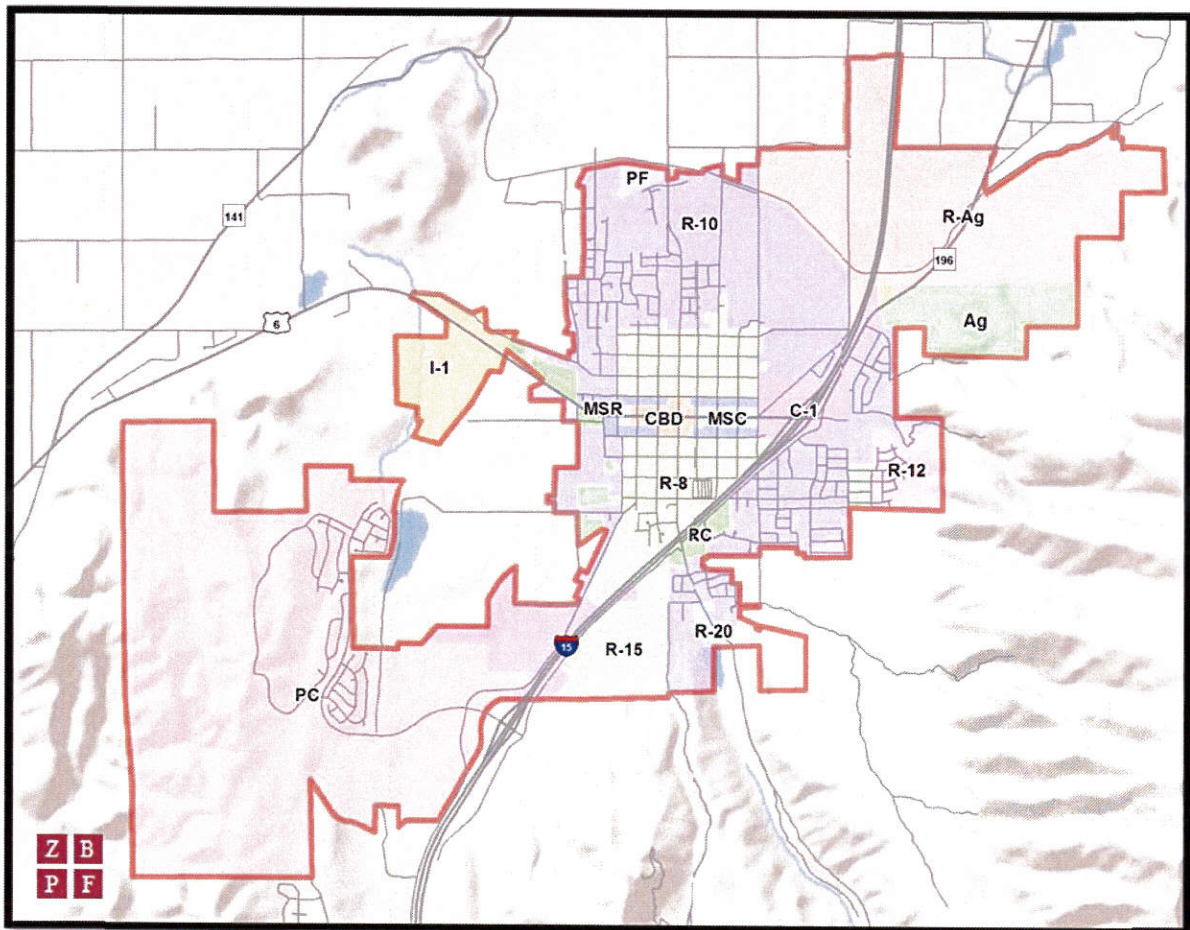 PF
R-10
141
R-Ag
196
6
Ag
I-1
MSR
CBD
MSC
C-1
R-8
R-12
RC
15
R-15
R-20
PC
Z B
P F